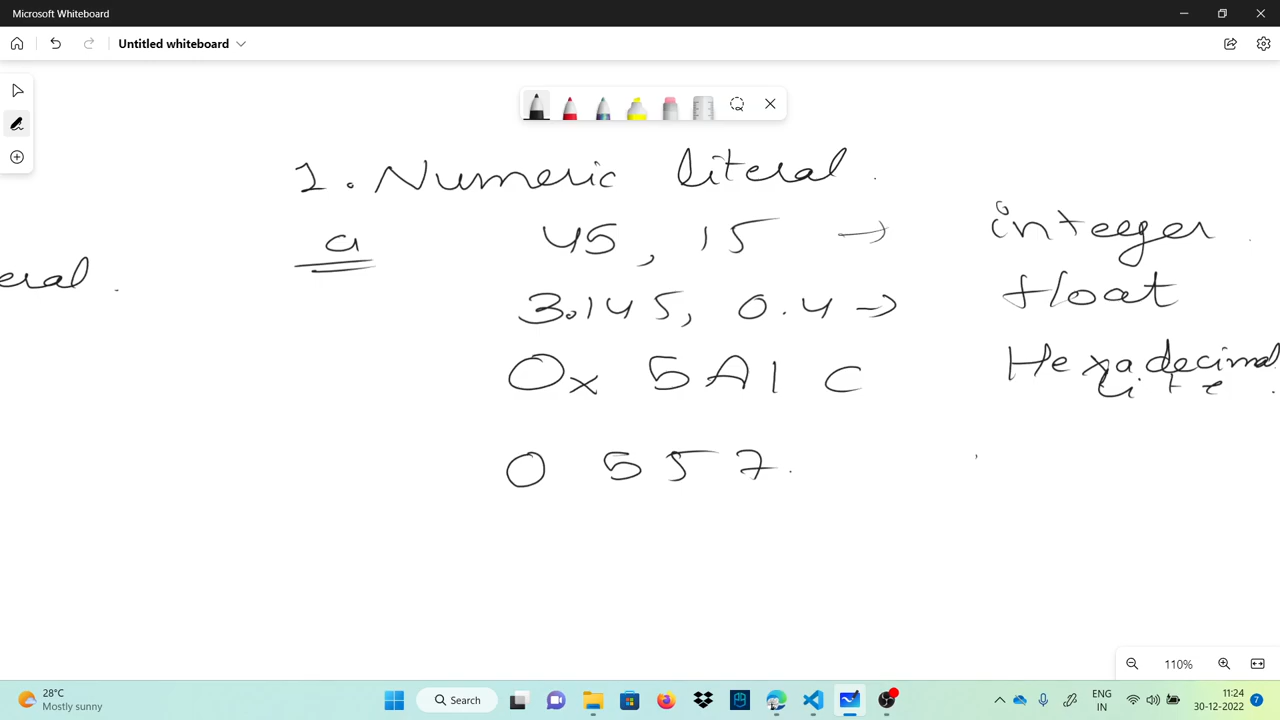 Microsoft Whiteboard
Untitled whiteboard
1. Numeric literal.
a 45, 15 → integer
eral.
3.145, 0.4 → float
0x 5A1C Hexadecimal
0 557.
110%
28°C
Mostly sunny
Search
ENG
IN
11:24
30-12-2022
7